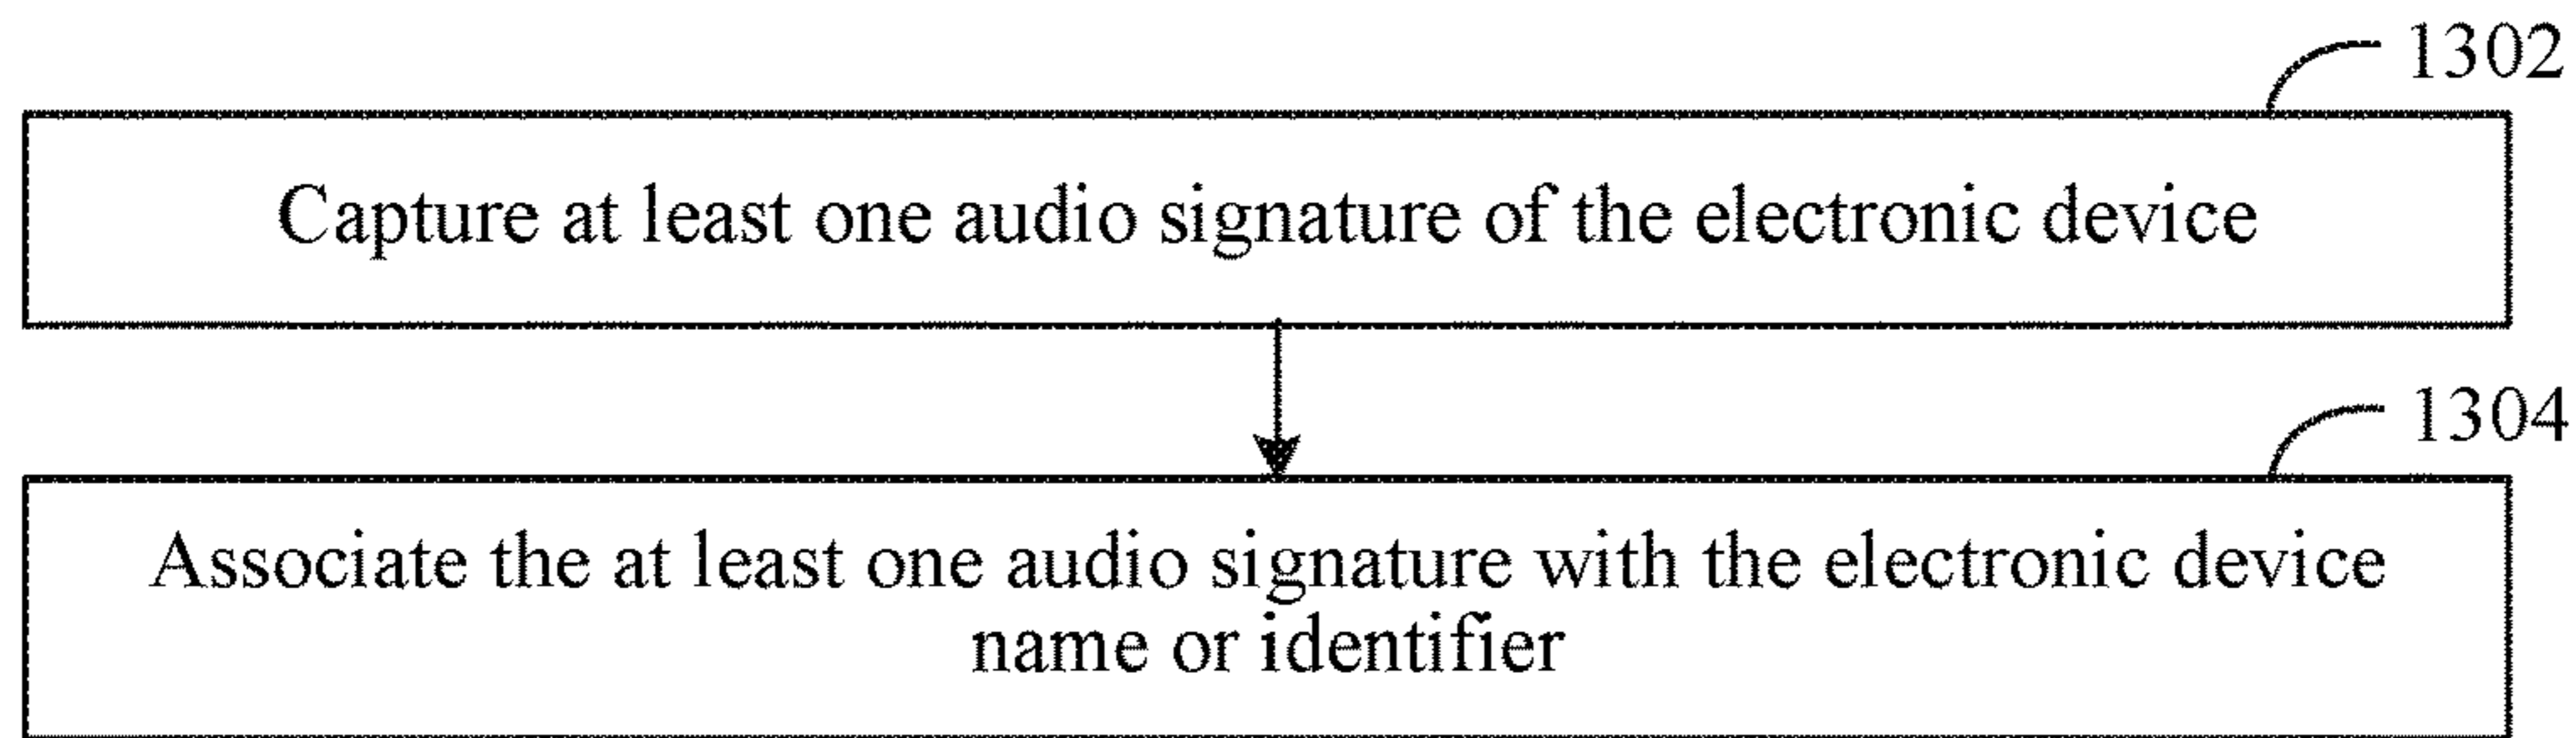 1302
Capture at least one audio signature of the electronic device
1304
Associate the at least one audio signature with the electronic device
name or identifier